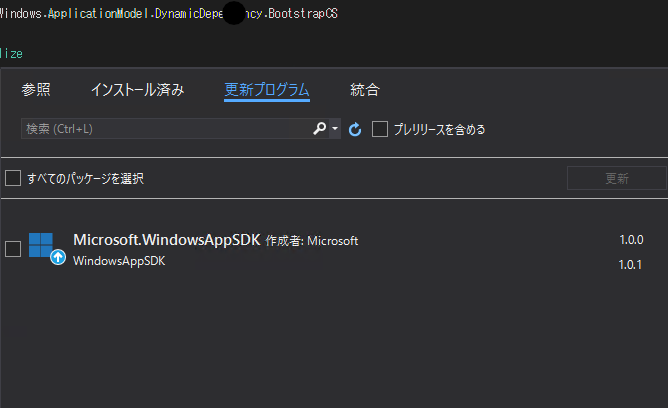 Windows.ApplicationModel.DynamicDepe ncy.BootstrapCS
lize
参照 インストール済み 更新プログラム 統合
検索 (Ctrl+L) プレリリースを含める
すべてのパッケージを選択 更新
Microsoft.WindowsAppSDK 作成者: Microsoft 1.0.0
WindowsAppSDK 1.0.1